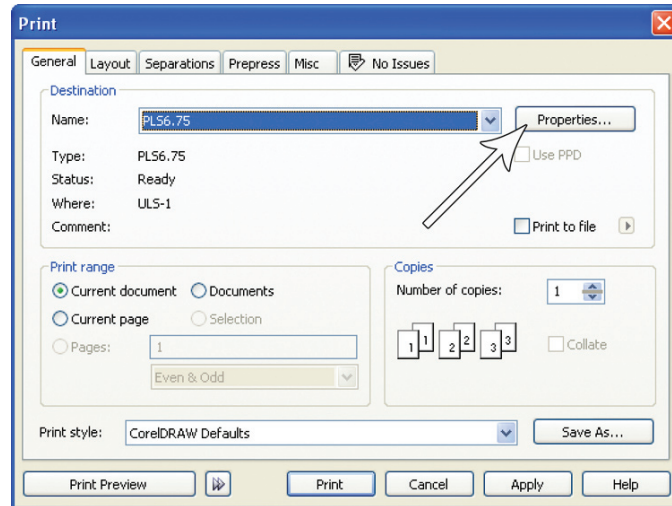 Print
General Layout Separations Prepress Misc No Issues
Destination
Name: PLS6.75 Properties...
Type: PLS6.75 Use PPD
Status: Ready
Where: ULS-1
Comment: Print to file
Print range Copies
Current document Documents Number of copies: 1
Current page Selection
Pages: 1 1 1 2 2 3 3 Collate
Even & Odd
Print style: CorelDRAW Defaults Save As...
Print Preview Print Cancel Apply Help